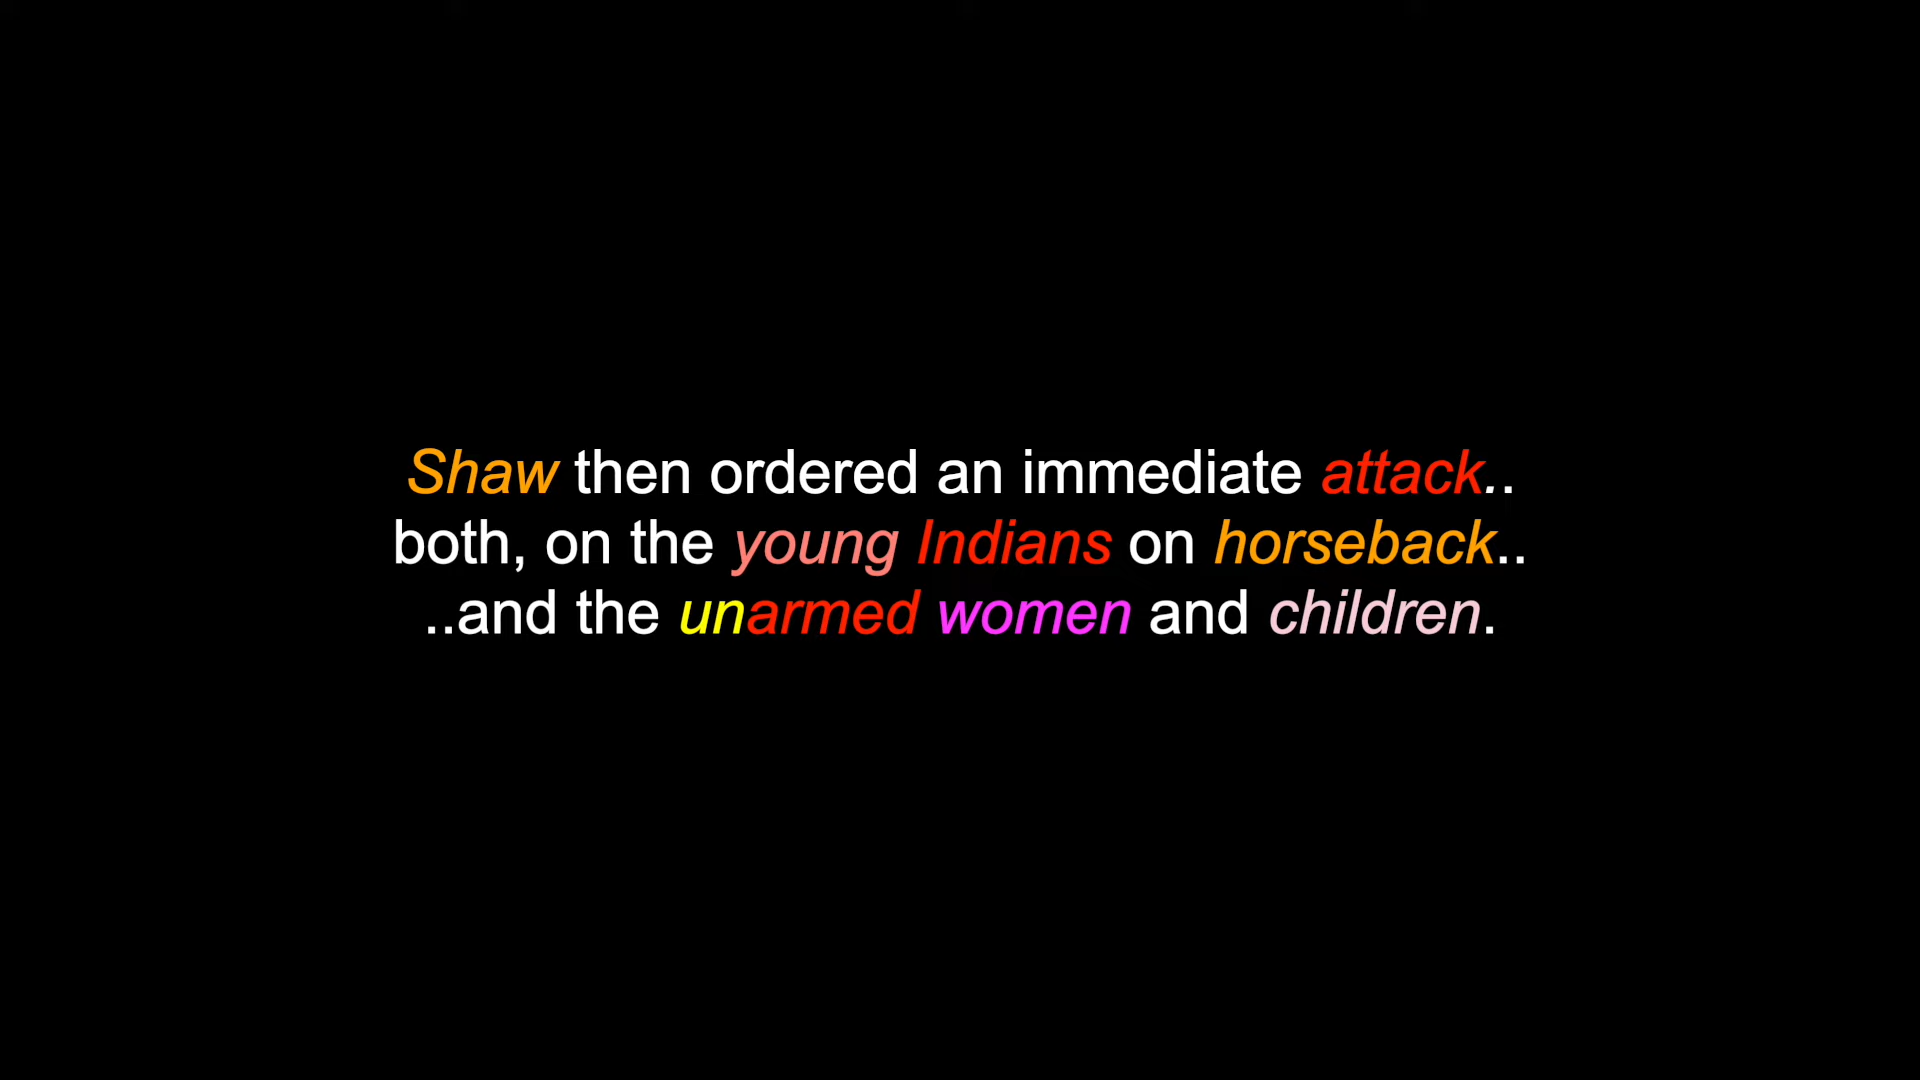 Shaw then ordered an immediate attack..
both, on the young Indians on horseback..
..and the unarmed women and children.